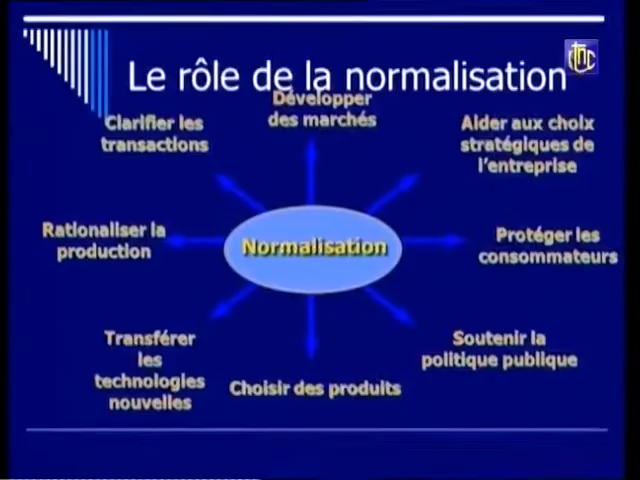 Le rôle de la normalisation
Développer
des marchés
Clarifier les
transactions
Aider aux choix
stratégiques de
l'entreprise
Rationaliser la
production
Normalisation
Protéger les
consommateurs
Transférer
les
technologies
nouvelles
Choisir des produits
Soutenir la
politique publique